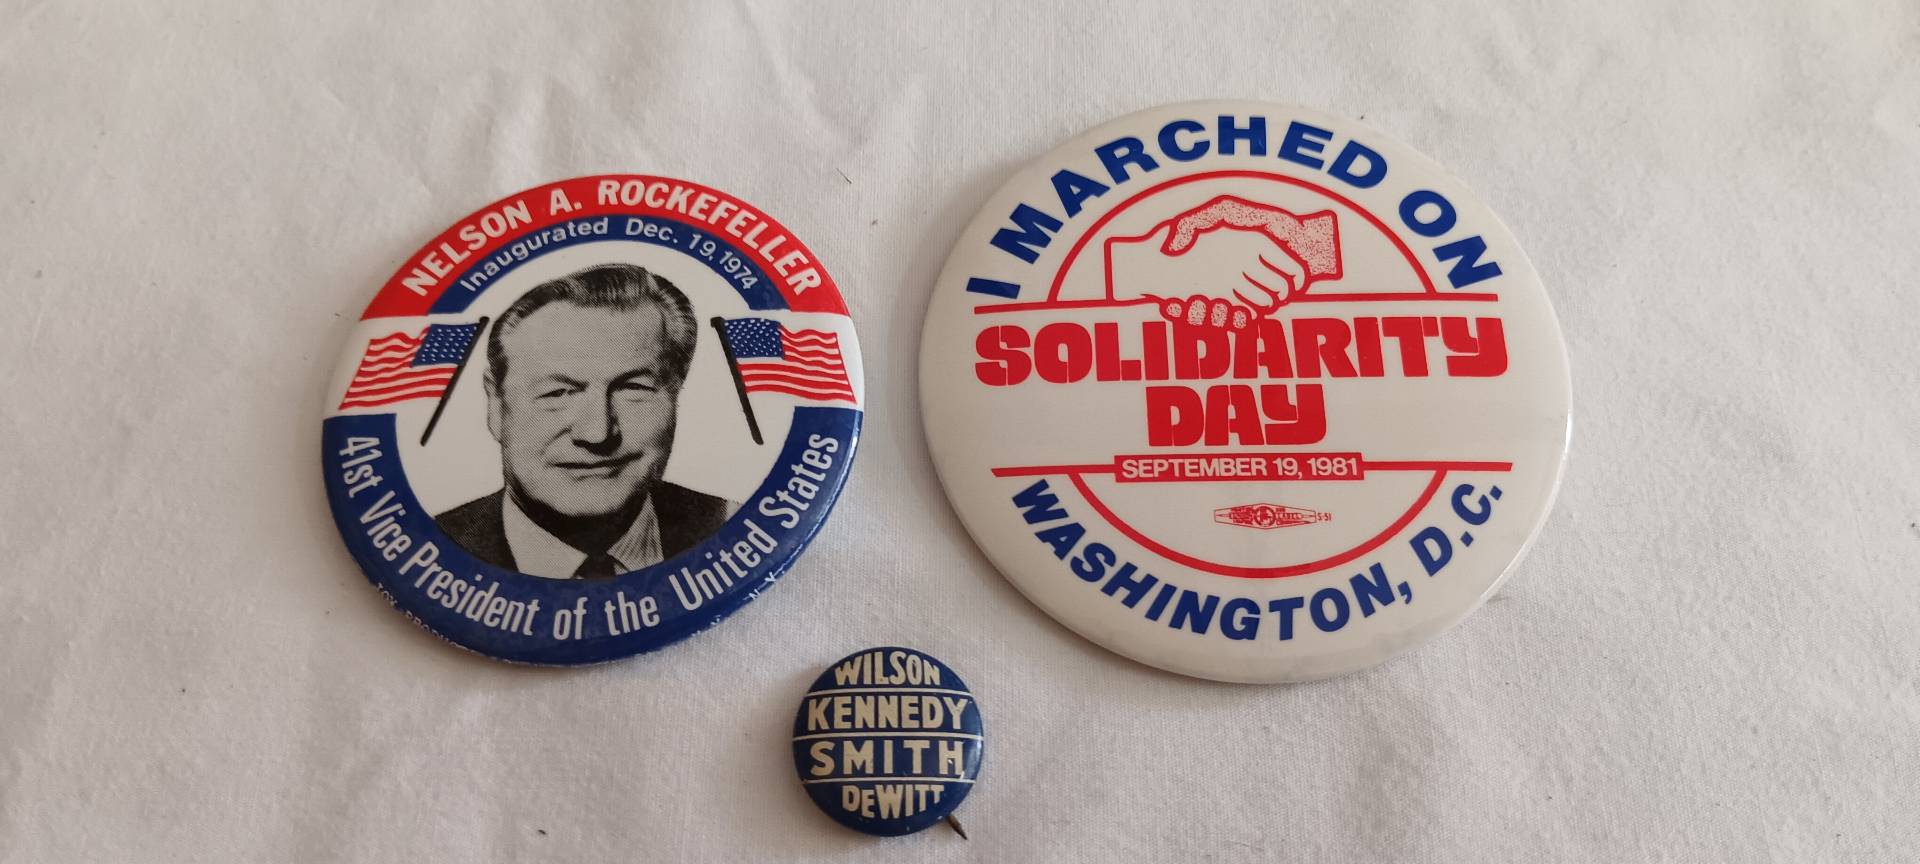 NELSON A. ROCKEFELLER
Inaugurated Dec. 19, 1974
41st Vice President of the United States
N.Y.
I MARCHED ON
SOLIDARITY
DAY
SEPTEMBER 19, 1981
S-51
WASHINGTON, D.C.
WILSON
KENNEDY
SMITH
DEWITT